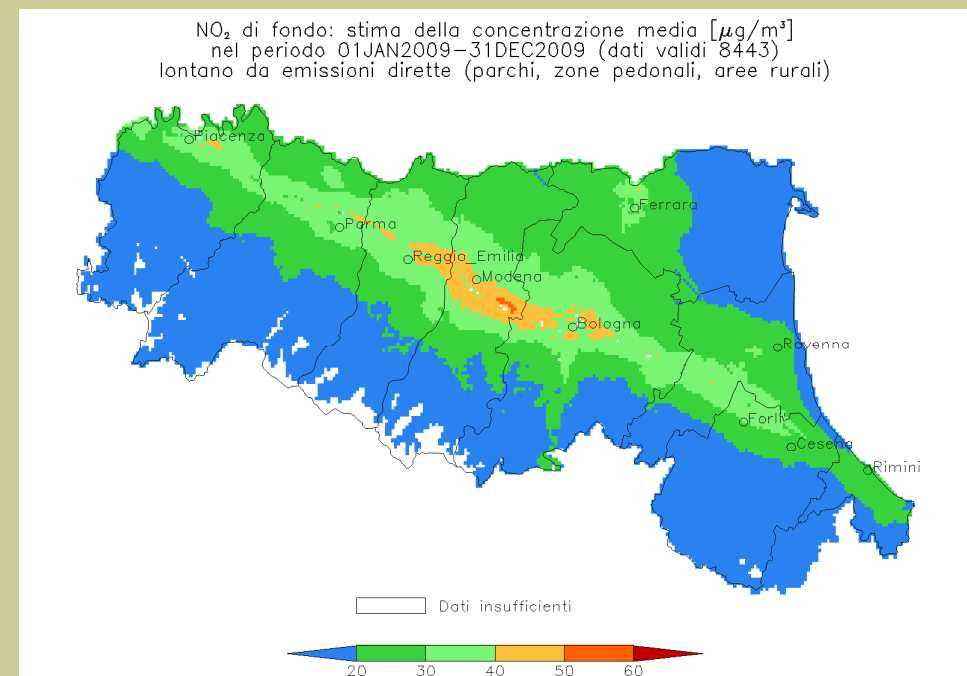 NO₂ di fondo: stima della concentrazione media [μg/m³]
nel periodo 01JAN2009–31DEC2009 (dati validi 8443)
lontano da emissioni dirette (parchi, zone pedonali, aree rurali)
Piacenza
Ferrara
Parma
Reggio_Emilia
Modena
Bologna
Ravenna
Forli'
Cesena
Rimini
Dati insufficienti
20 30 40 50 60